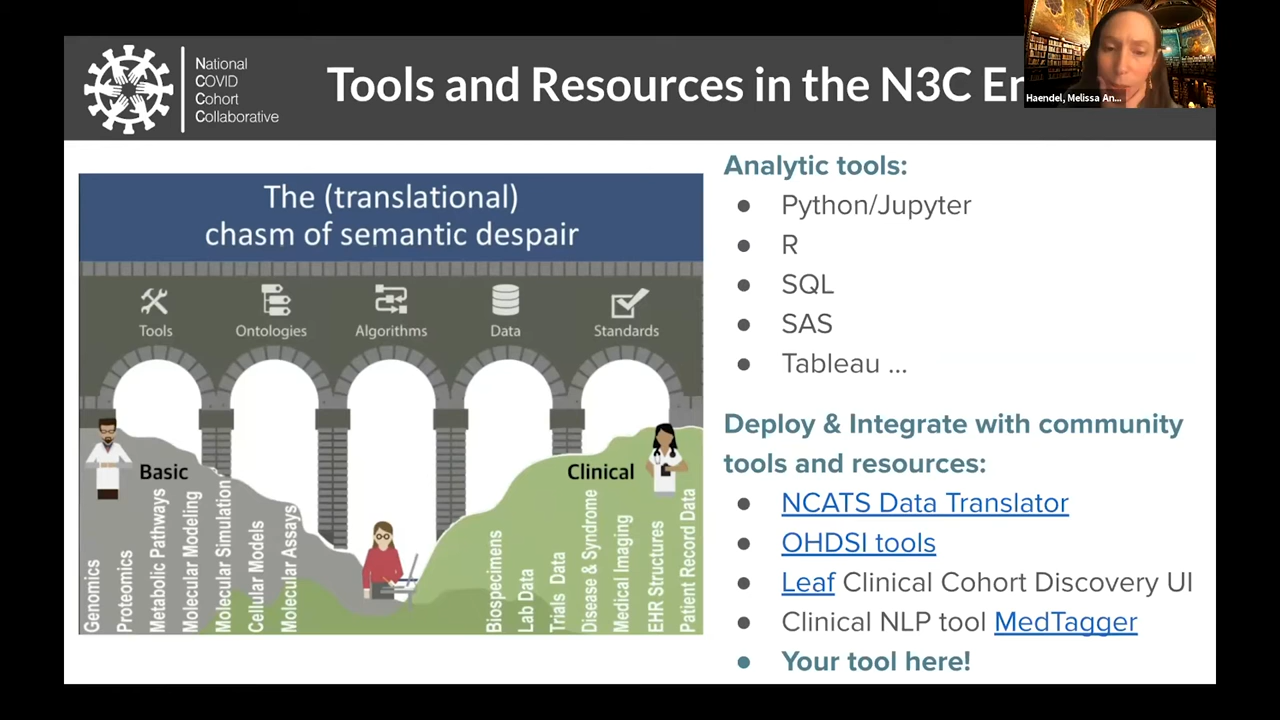 National
COVID
Cohort
Collaborative
Tools and Resources in the N3C En
Haendel, Melissa An...
The (translational)
chasm of semantic despair
Tools
Ontologies
Algorithms
Data
Standards
Basic
Clinical
Genomics
Proteomics
Metabolic Pathways
Molecular Modeling
Molecular Simulation
Cellular Models
Molecular Assays
Biospecimens
Lab Data
Trials Data
Disease & Syndrome
Medical Imaging
EHR Structures
Patient Record Data
Analytic tools:
● Python/Jupyter
● R
● SQL
● SAS
● Tableau ...
Deploy & Integrate with community
tools and resources:
● NCATS Data Translator
● OHDSI tools
● Leaf Clinical Cohort Discovery UI
● Clinical NLP tool MedTagger
● Your tool here!